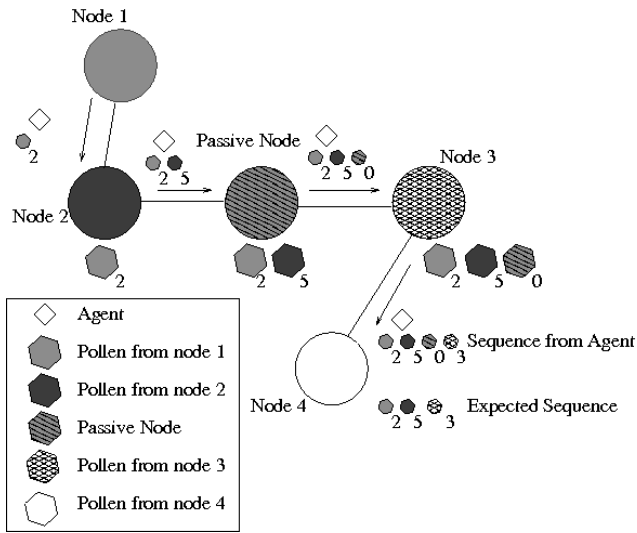 Node 1
2
Passive Node
2 5
2 5 0
Node 3
Node 2
2
2 5
2 5 0
Agent
Pollen from node 1
Pollen from node 2
Passive Node
Pollen from node 3
Pollen from node 4
2 5 0 3
Sequence from Agent
Node 4
2 5 3
Expected Sequence